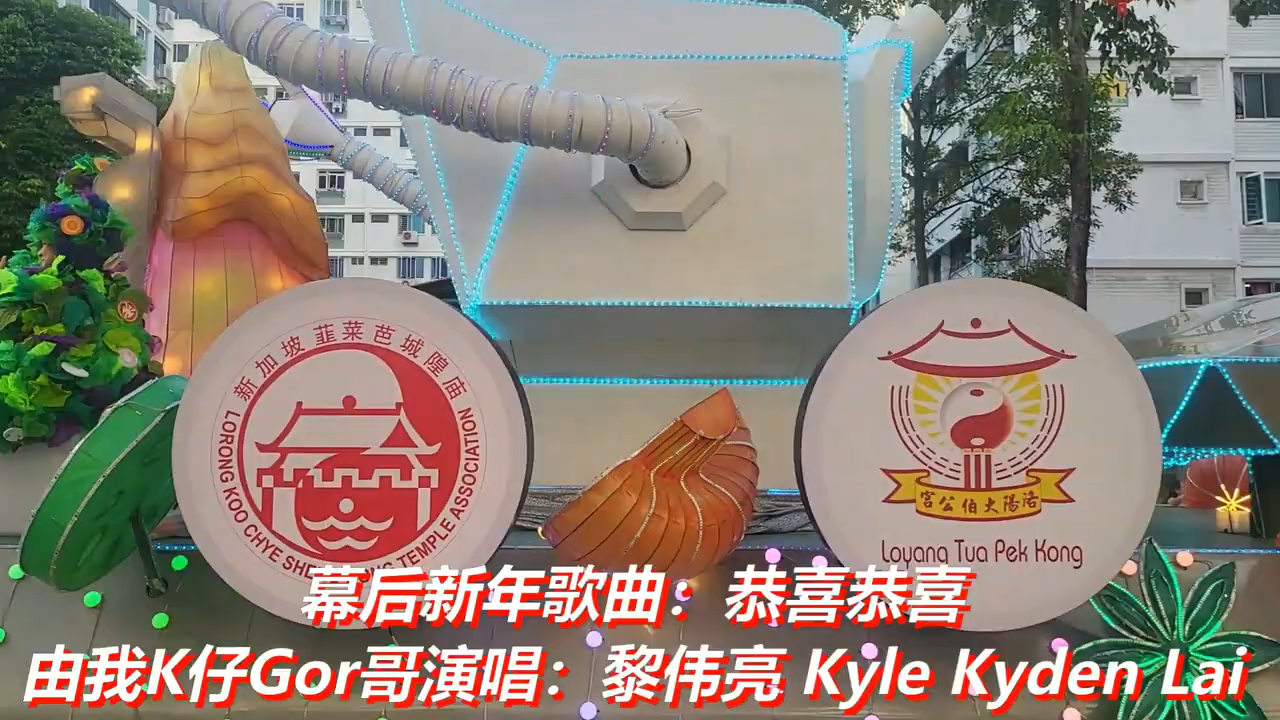 新加坡韮菜芭城隍庙
LORONG KOO CHYE SHENG HONG TEMPLE ASSOCIATION
宮公伯大陽洛
Loyang Tua Pek Kong
幕后新年歌曲：恭喜恭喜
由我K仔Gor哥演唱：黎伟亮 Kyle Kyden Lai